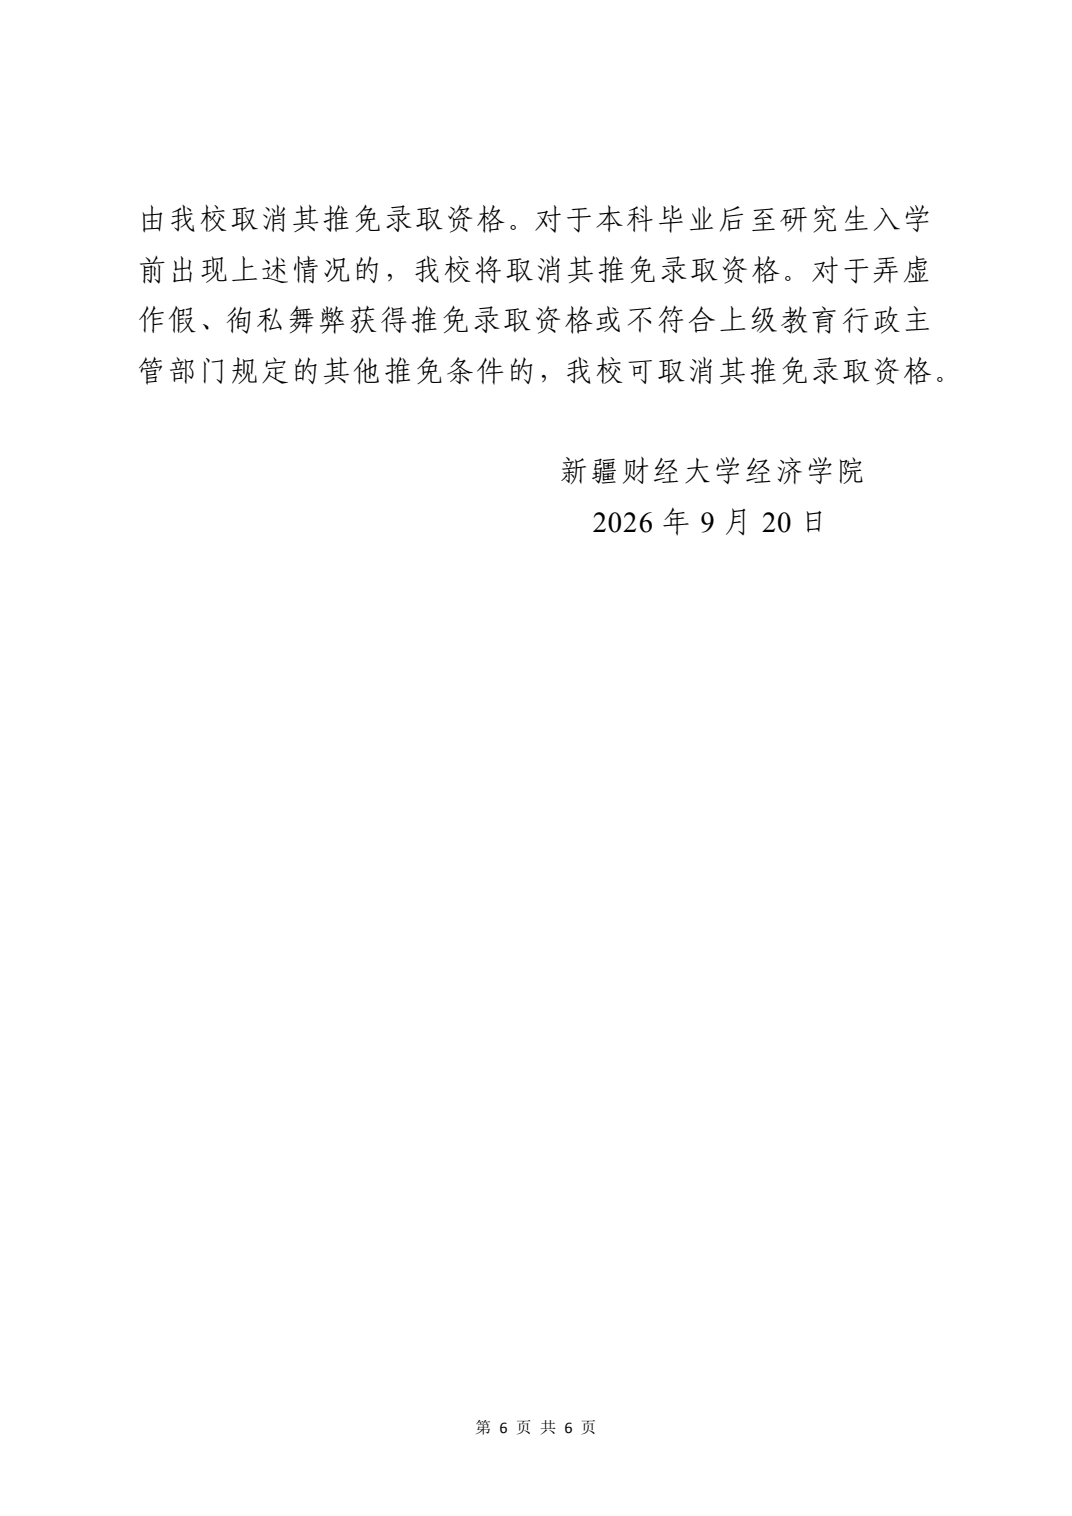 由我校取消其推免录取资格。对于本科毕业后至研究生入学
前出现上述情况的，我校将取消其推免录取资格。对于弄虚
作假、徇私舞弊获得推免录取资格或不符合上级教育行政主
管部门规定的其他推免条件的，我校可取消其推免录取资格。
新疆财经大学经济学院
2026 年 9 月 20 日
第 6 页 共 6 页